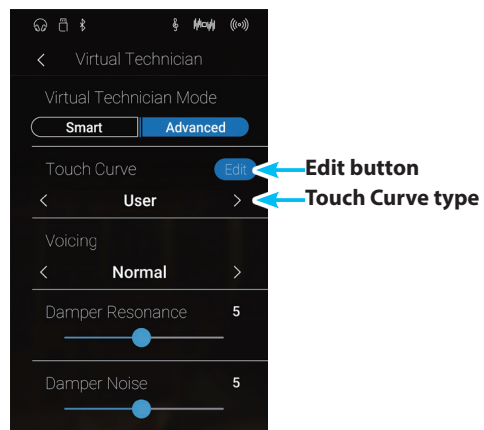 Virtual Technician
Virtual Technician Mode
Smart Advanced
Touch Curve Edit
User
Voicing
Normal
Damper Resonance 5
Damper Noise 5
Edit button
Touch Curve type